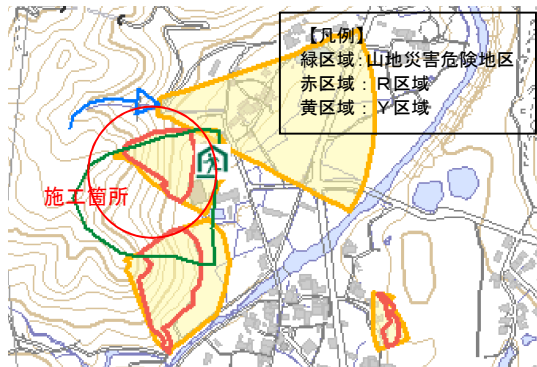 【凡例】
緑区域：山地災害危険地区
赤区域：R区域
黄区域：Y区域
施工箇所